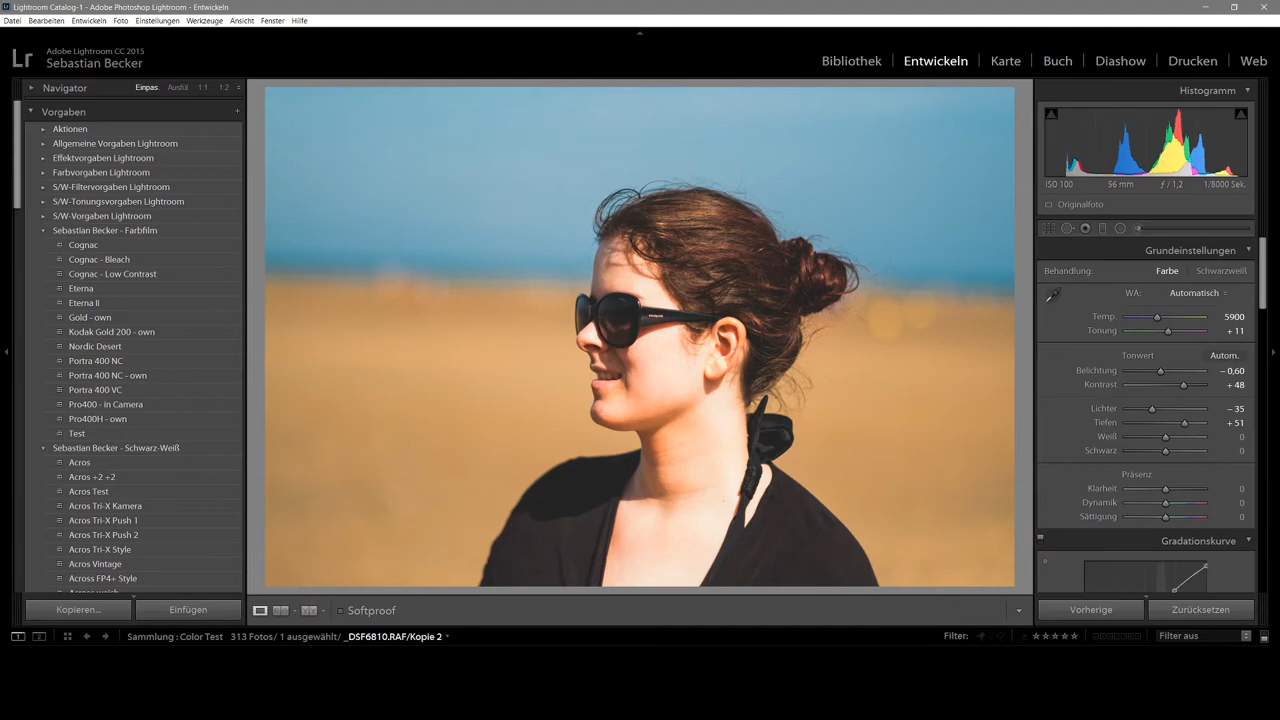 Lightroom Catalog-1 - Adobe Photoshop Lightroom - Entwickeln
Datei Bearbeiten Entwickeln Foto Einstellungen Werkzeuge Ansicht Fenster Hilfe
Lr
Adobe Lightroom CC 2015
Sebastian Becker
Bibliothek Entwickeln Karte Buch Diashow Drucken Web
Navigator Einpas. Ausfül. 1:1 1:2
Vorgaben +
Aktionen
Allgemeine Vorgaben Lightroom
Effektvorgaben Lightroom
Farbvorgaben Lightroom
S/W-Filtervorgaben Lightroom
S/W-Tonungsvorgaben Lightroom
S/W-Vorgaben Lightroom
Sebastian Becker - Farbfilm
Cognac
Cognac - Bleach
Cognac - Low Contrast
Eterna
Eterna II
Gold - own
Kodak Gold 200 - own
Nordic Desert
Portra 400 NC
Portra 400 NC - own
Portra 400 VC
Pro400 - in Camera
Pro400H - own
Test
Sebastian Becker - Schwarz-Weiß
Acros
Acros +2 +2
Acros Test
Acros Tri-X Kamera
Acros Tri-X Push 1
Acros Tri-X Push 2
Acros Tri-X Style
Acros Vintage
Across FP4+ Style
Kopieren... Einfügen
Softproof
Histogramm
ISO 100 56 mm ƒ / 1,2 1/8000 Sek.
Originalfoto
Grundeinstellungen
Behandlung: Farbe Schwarzweiß
WA: Automatisch
Temp. 5900
Tonung + 11
Tonwert Autom.
Belichtung – 0,60
Kontrast + 48
Lichter – 35
Tiefen + 51
Weiß 0
Schwarz 0
Präsenz
Klarheit 0
Dynamik 0
Sättigung 0
Gradationskurve
Vorherige Zurücksetzen
1 2 Sammlung : Color Test 313 Fotos/ 1 ausgewählt/ _DSF6810.RAF/Kopie 2 Filter: Filter aus